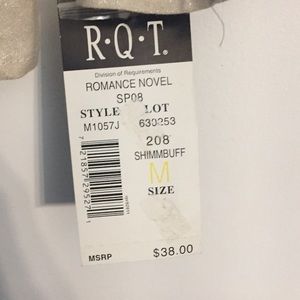 R·Q·T.
Division of Requirements
ROMANCE NOVEL
SP08
STYLE LOT
M1057J 630253
208
SHIMMBUFF
M
SIZE
MSRP $38.00